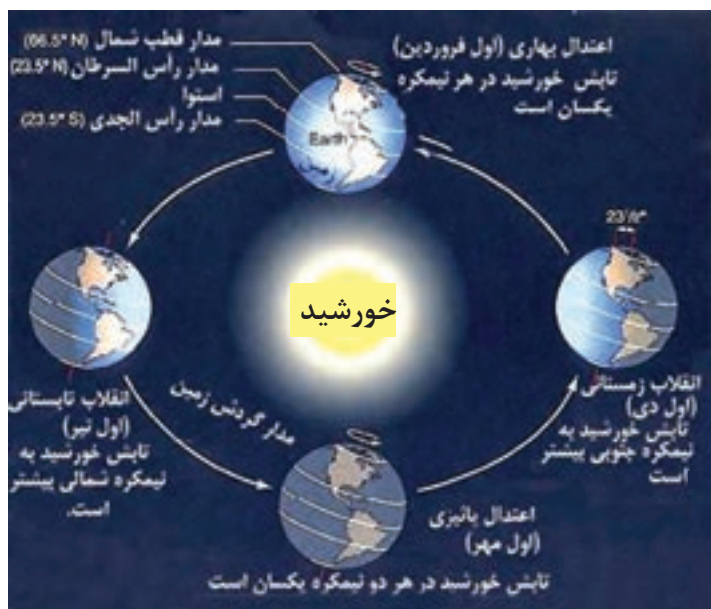 مدار قطب شمال (66.5° N)
مدار رأس السرطان (23.5° N)
استوا
مدار رأس الجدی (23.5° S)
اعتدال بهاری (اول فروردین)
تابش خورشید در هر نیمکره
یکسان است
Earth
23/5°
خورشید
انقلاب زمستانی
(اول دی)
تابش خورشید به
نیمکره جنوبی بیشتر
است
انقلاب تابستانی
(اول تیر)
تابش خورشید به
نیمکره شمالی بیشتر
است.
مدار گردش زمین
اعتدال پائیزی
(اول مهر)
تابش خورشید در هر دو نیمکره یکسان است